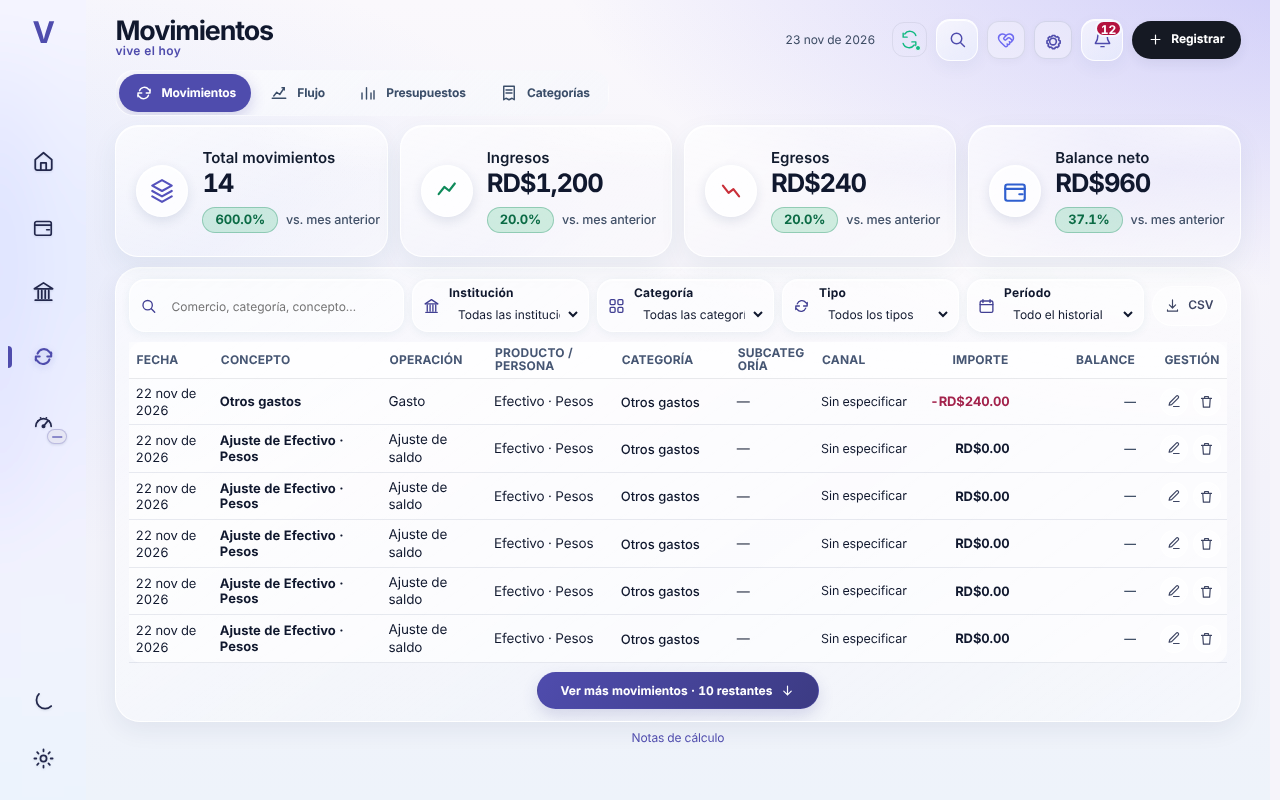 V
Movimientos
vive el hoy
23 nov de 2026
12
Registrar
Movimientos
Flujo
Presupuestos
Categorías
Total movimientos
14
600.0% vs. mes anterior
Ingresos
RD$1,200
20.0% vs. mes anterior
Egresos
RD$240
20.0% vs. mes anterior
Balance neto
RD$960
37.1% vs. mes anterior
Comercio, categoría, concepto...
Institución
Todas las instituci
Categoría
Todas las categorí
Tipo
Todos los tipos
Período
Todo el historial
CSV
FECHA CONCEPTO OPERACIÓN PRODUCTO / PERSONA CATEGORÍA SUBCATEGORÍA CANAL IMPORTE BALANCE GESTIÓN
22 nov de 2026 Otros gastos Gasto Efectivo · Pesos Otros gastos — Sin especificar -RD$240.00 —
22 nov de 2026 Ajuste de Efectivo · Pesos Ajuste de saldo Efectivo · Pesos Otros gastos — Sin especificar RD$0.00 —
22 nov de 2026 Ajuste de Efectivo · Pesos Ajuste de saldo Efectivo · Pesos Otros gastos — Sin especificar RD$0.00 —
22 nov de 2026 Ajuste de Efectivo · Pesos Ajuste de saldo Efectivo · Pesos Otros gastos — Sin especificar RD$0.00 —
22 nov de 2026 Ajuste de Efectivo · Pesos Ajuste de saldo Efectivo · Pesos Otros gastos — Sin especificar RD$0.00 —
22 nov de 2026 Ajuste de Efectivo · Pesos Ajuste de saldo Efectivo · Pesos Otros gastos — Sin especificar RD$0.00 —
Ver más movimientos · 10 restantes ↓
Notas de cálculo